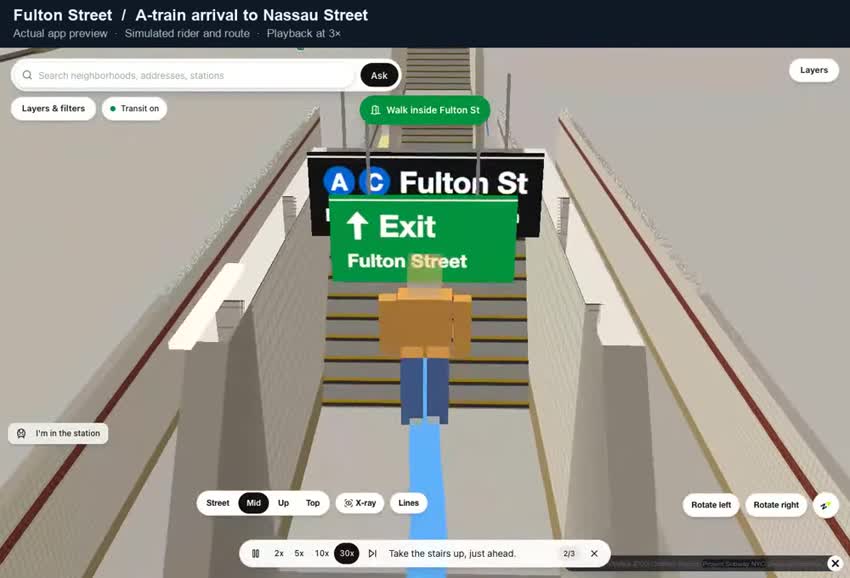 Fulton Street / A-train arrival to Nassau Street
Actual app preview · Simulated rider and route · Playback at 3×
Search neighborhoods, addresses, stations
Ask
Layers
Layers & filters
Transit on
Walk inside Fulton St
A C Fulton St
↑ Exit
Fulton Street
I'm in the station
Street Mid Up Top
X-ray
Lines
Rotate left
Rotate right
2x 5x 10x 30x
Take the stairs up, just ahead.
2/3
Project Subway NYC